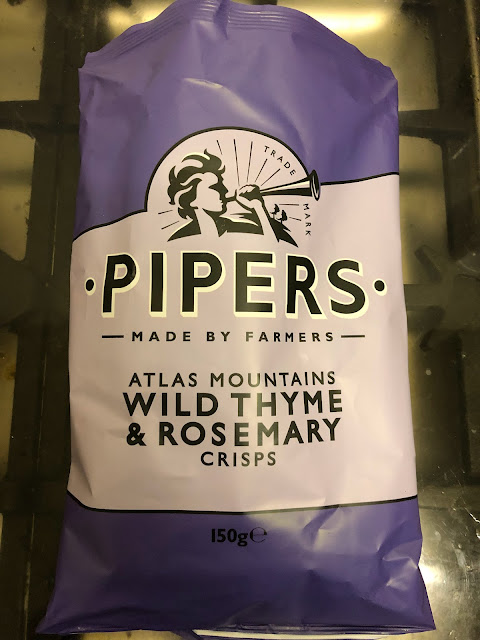 TRADE MARK
·PIPERS·
— MADE BY FARMERS —
ATLAS MOUNTAINS
WILD THYME
& ROSEMARY
CRISPS
150g℮